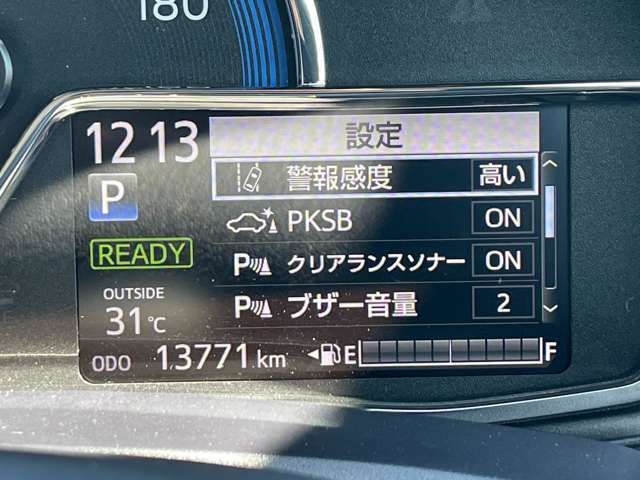 180
12 13
設定
警報感度 高い
P
PKSB ON
READY
クリアランスソナー ON
P
ブザー音量 2
P
OUTSIDE
31℃
ODO 13771 km
E F